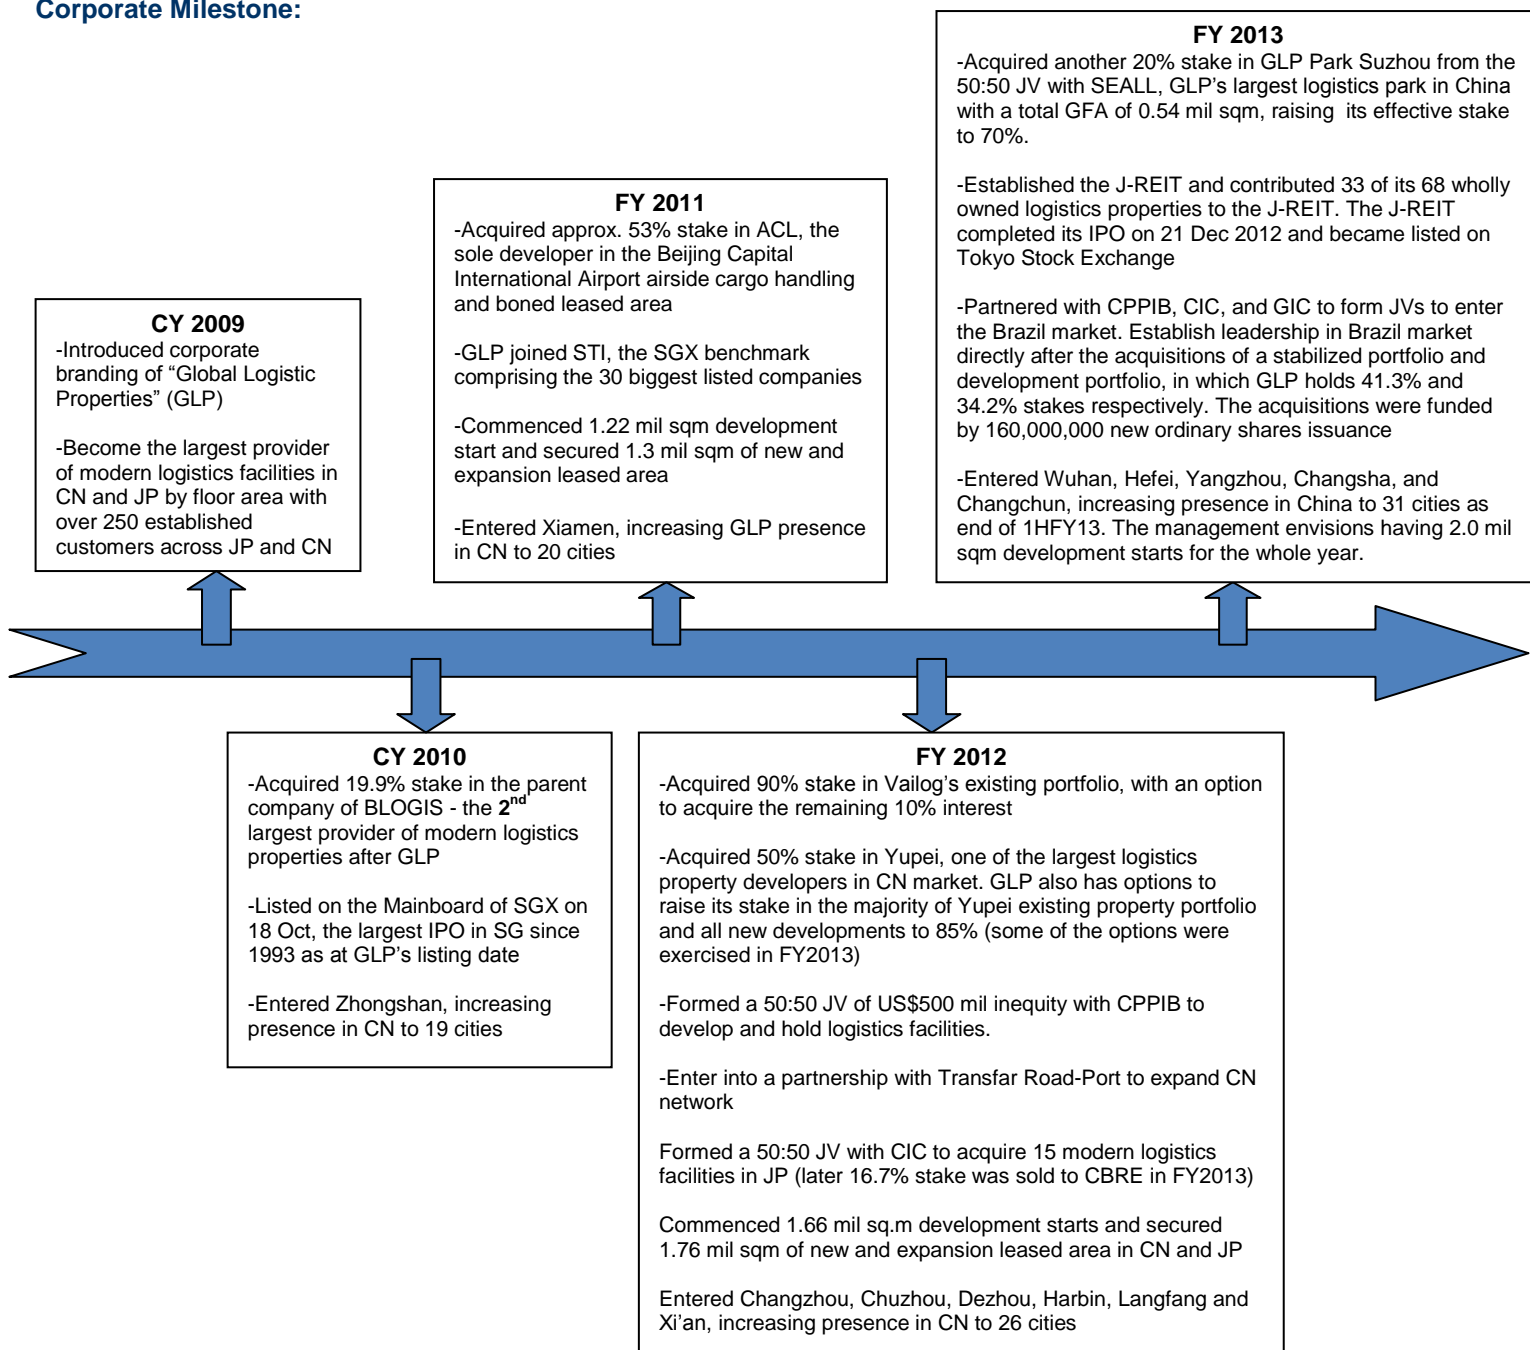 Corporate Milestone:
FY 2013
-Acquired another 20% stake in GLP Park Suzhou from the
50:50 JV with SEALL, GLP's largest logistics park in China
with a total GFA of 0.54 mil sqm, raising  its effective stake
to 70%.
-Established the J-REIT and contributed 33 of its 68 wholly
owned logistics properties to the J-REIT. The J-REIT
completed its IPO on 21 Dec 2012 and became listed on
Tokyo Stock Exchange
-Partnered with CPPIB, CIC, and GIC to form JVs to enter
the Brazil market. Establish leadership in Brazil market
directly after the acquisitions of a stabilized portfolio and
development portfolio, in which GLP holds 41.3% and
34.2% stakes respectively. The acquisitions were funded
by 160,000,000 new ordinary shares issuance
-Entered Wuhan, Hefei, Yangzhou, Changsha, and
Changchun, increasing presence in China to 31 cities as
end of 1HFY13. The management envisions having 2.0 mil
sqm development starts for the whole year.
FY 2011
-Acquired approx. 53% stake in ACL, the
sole developer in the Beijing Capital
International Airport airside cargo handling
and boned leased area
-GLP joined STI, the SGX benchmark
comprising the 30 biggest listed companies
-Commenced 1.22 mil sqm development
start and secured 1.3 mil sqm of new and
expansion leased area
-Entered Xiamen, increasing GLP presence
in CN to 20 cities
CY 2009
-Introduced corporate
branding of "Global Logistic
Properties" (GLP)
-Become the largest provider
of modern logistics facilities in
CN and JP by floor area with
over 250 established
customers across JP and CN
CY 2010
-Acquired 19.9% stake in the parent
company of BLOGIS - the 2nd
largest provider of modern logistics
properties after GLP
-Listed on the Mainboard of SGX on
18 Oct, the largest IPO in SG since
1993 as at GLP's listing date
-Entered Zhongshan, increasing
presence in CN to 19 cities
FY 2012
-Acquired 90% stake in Vailog's existing portfolio, with an option
to acquire the remaining 10% interest
-Acquired 50% stake in Yupei, one of the largest logistics
property developers in CN market. GLP also has options to
raise its stake in the majority of Yupei existing property portfolio
and all new developments to 85% (some of the options were
exercised in FY2013)
-Formed a 50:50 JV of US$500 mil inequity with CPPIB to
develop and hold logistics facilities.
-Enter into a partnership with Transfar Road-Port to expand CN
network
Formed a 50:50 JV with CIC to acquire 15 modern logistics
facilities in JP (later 16.7% stake was sold to CBRE in FY2013)
Commenced 1.66 mil sq.m development starts and secured
1.76 mil sqm of new and expansion leased area in CN and JP
Entered Changzhou, Chuzhou, Dezhou, Harbin, Langfang and
Xi'an, increasing presence in CN to 26 cities